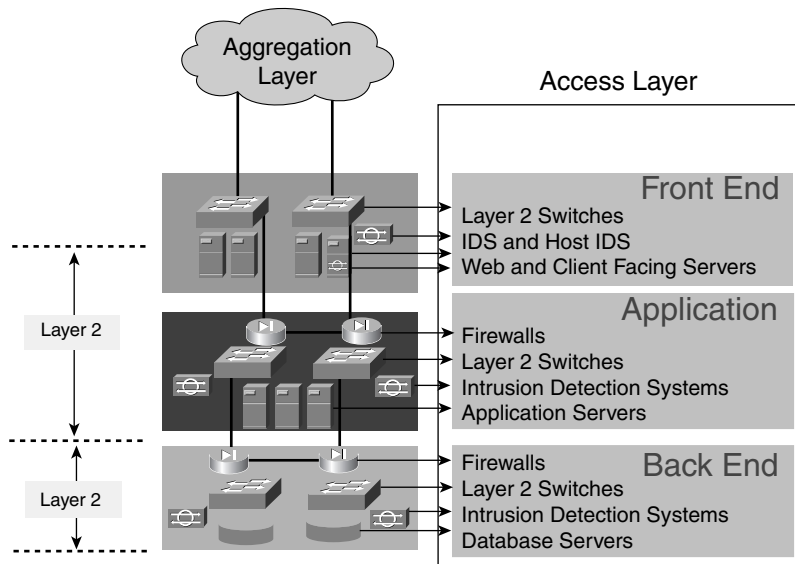 Aggregation
Layer
Access Layer
Front End
Layer 2 Switches
IDS and Host IDS
Web and Client Facing Servers
Layer 2
Application
Firewalls
Layer 2 Switches
Intrusion Detection Systems
Application Servers
Layer 2
Back End
Firewalls
Layer 2 Switches
Intrusion Detection Systems
Database Servers